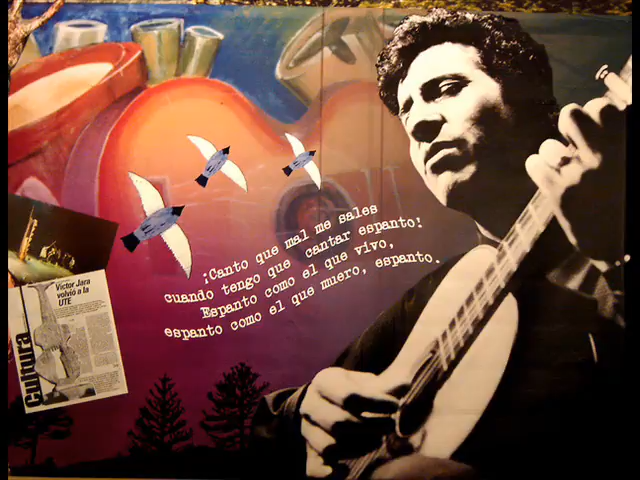 ¡Canto que mal me sales
cuando tengo que cantar espanto!
Espanto como el que vivo,
espanto como el que muero, espanto.
Víctor Jara
volvió a la
UTE
cultura